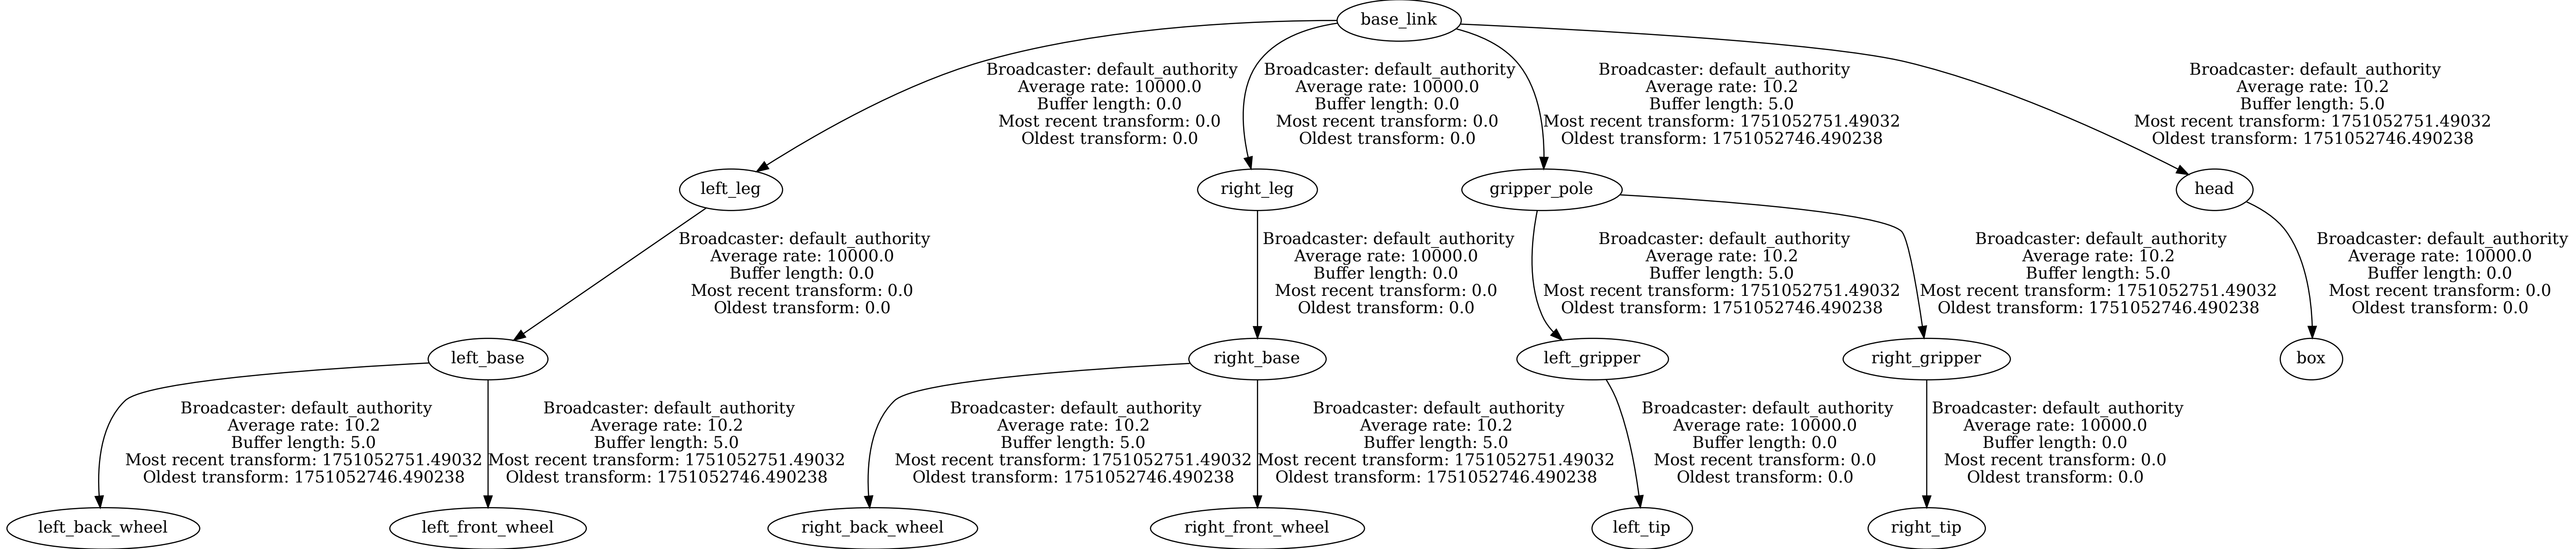 base_link
Broadcaster: default_authority
Average rate: 10000.0
Buffer length: 0.0
Most recent transform: 0.0
Oldest transform: 0.0
Broadcaster: default_authority
Average rate: 10000.0
Buffer length: 0.0
Most recent transform: 0.0
Oldest transform: 0.0
Broadcaster: default_authority
Average rate: 10.2
Buffer length: 5.0
Most recent transform: 1751052751.49032
Oldest transform: 1751052746.490238
Broadcaster: default_authority
Average rate: 10.2
Buffer length: 5.0
Most recent transform: 1751052751.49032
Oldest transform: 1751052746.490238
left_leg
right_leg
gripper_pole
head
Broadcaster: default_authority
Average rate: 10000.0
Buffer length: 0.0
Most recent transform: 0.0
Oldest transform: 0.0
Broadcaster: default_authority
Average rate: 10000.0
Buffer length: 0.0
Most recent transform: 0.0
Oldest transform: 0.0
Broadcaster: default_authority
Average rate: 10.2
Buffer length: 5.0
Most recent transform: 1751052751.49032
Oldest transform: 1751052746.490238
Broadcaster: default_authority
Average rate: 10.2
Buffer length: 5.0
Most recent transform: 1751052751.49032
Oldest transform: 1751052746.490238
Broadcaster: default_authority
Average rate: 10000.0
Buffer length: 0.0
Most recent transform: 0.0
Oldest transform: 0.0
left_base
right_base
left_gripper
right_gripper
box
Broadcaster: default_authority
Average rate: 10.2
Buffer length: 5.0
Most recent transform: 1751052751.49032
Oldest transform: 1751052746.490238
Broadcaster: default_authority
Average rate: 10.2
Buffer length: 5.0
Most recent transform: 1751052751.49032
Oldest transform: 1751052746.490238
Broadcaster: default_authority
Average rate: 10.2
Buffer length: 5.0
Most recent transform: 1751052751.49032
Oldest transform: 1751052746.490238
Broadcaster: default_authority
Average rate: 10.2
Buffer length: 5.0
Most recent transform: 1751052751.49032
Oldest transform: 1751052746.490238
Broadcaster: default_authority
Average rate: 10000.0
Buffer length: 0.0
Most recent transform: 0.0
Oldest transform: 0.0
Broadcaster: default_authority
Average rate: 10000.0
Buffer length: 0.0
Most recent transform: 0.0
Oldest transform: 0.0
left_back_wheel
left_front_wheel
right_back_wheel
right_front_wheel
left_tip
right_tip